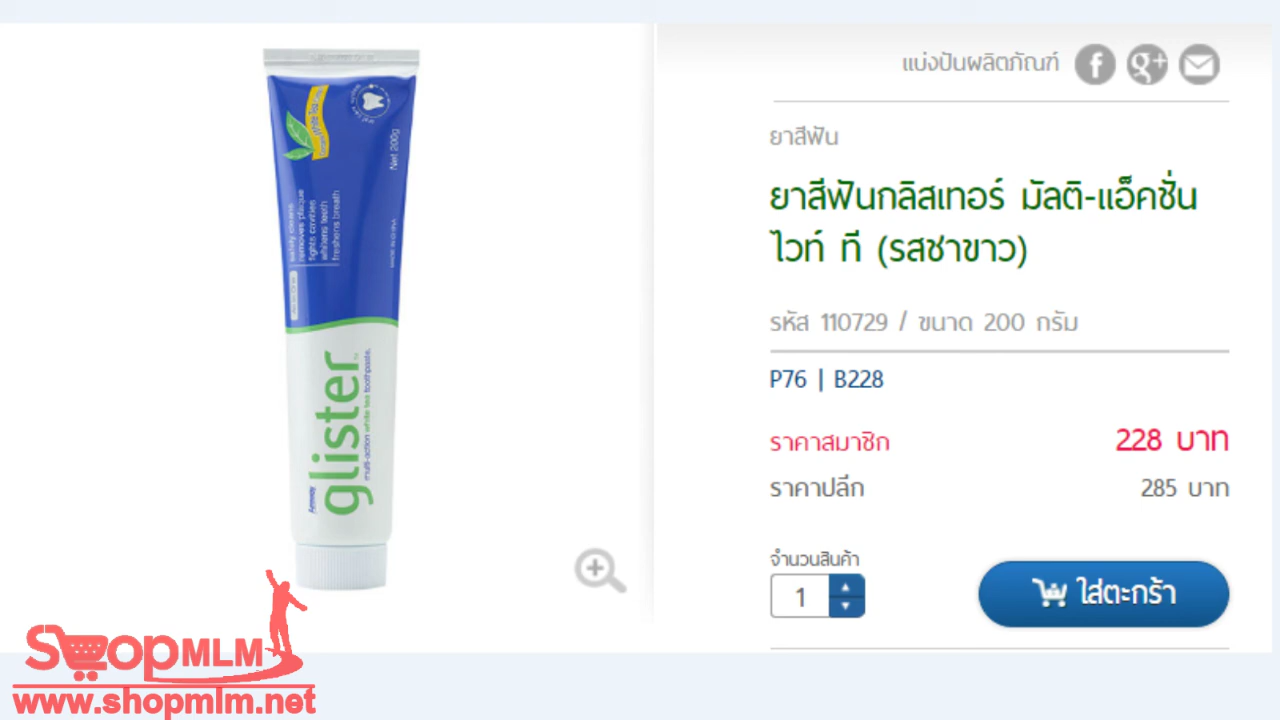 แบ่งปันผลิตภัณฑ์
ยาสีฟัน
ยาสีฟันกลิสเทอร์ มัลติ-แอ็คชั่น
ไวท์ ที (รสชาขาว)
รหัส 110729 / ขนาด 200 กรัม
P76 | B228
ราคาสมาชิก 228 บาท
ราคาปลีก 285 บาท
จำนวนสินค้า
1
ใส่ตะกร้า
Net 200g
removes plaque
fights cavities
whitens teeth
freshens breath
MADE IN CHINA
Amway
glister
multi-action white tea toothpaste
SHOPMLM
www.shopmlm.net